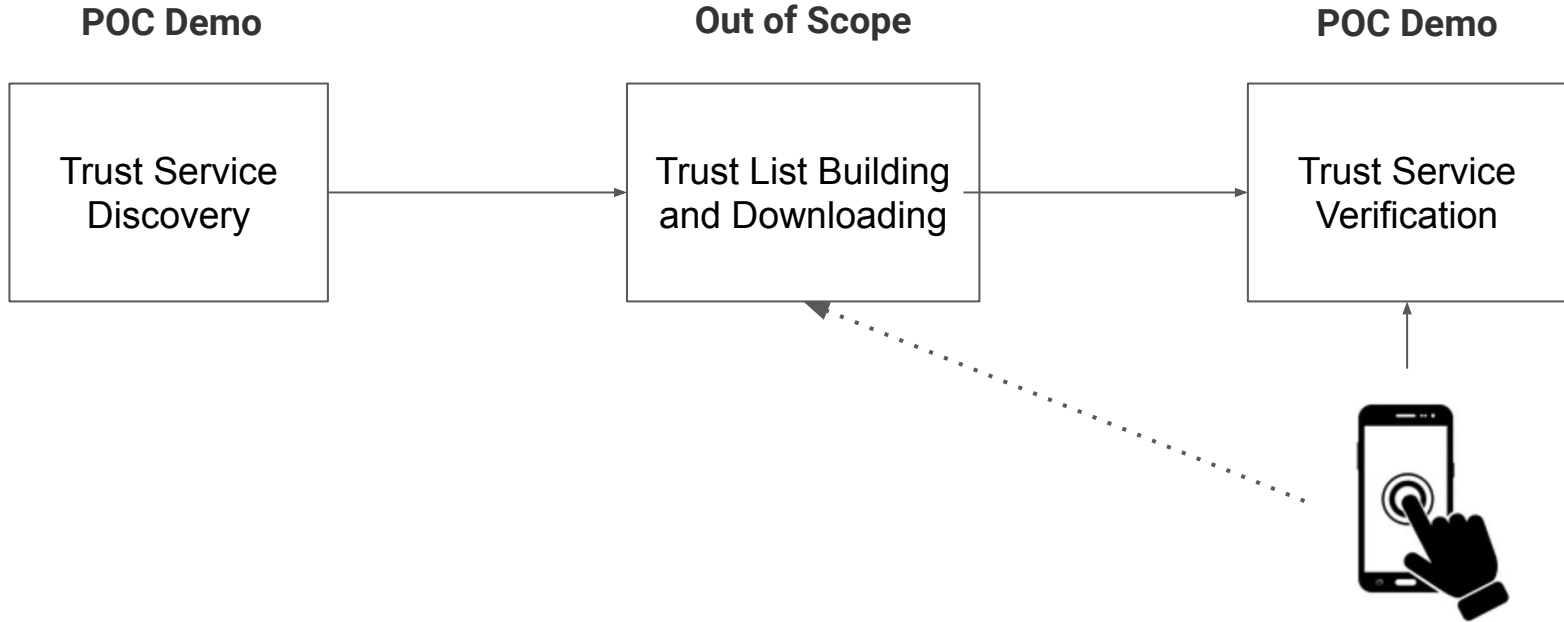 POC Demo
Out of Scope
POC Demo
Trust Service
Discovery
Trust List Building
and Downloading
Trust Service
Verification